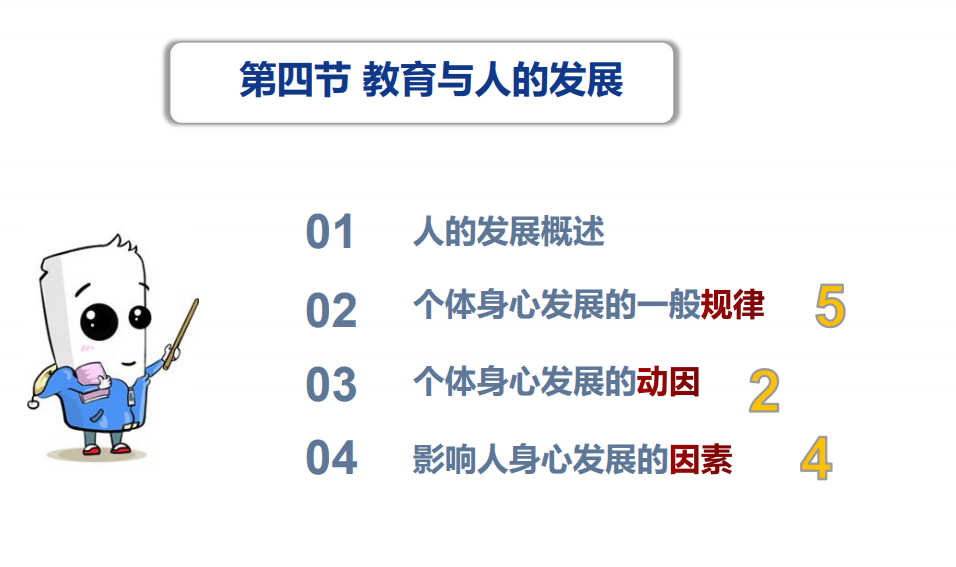 第四节 教育与人的发展
01 人的发展概述
02 个体身心发展的一般规律 5
03 个体身心发展的动因 2
04 影响人身心发展的因素 4